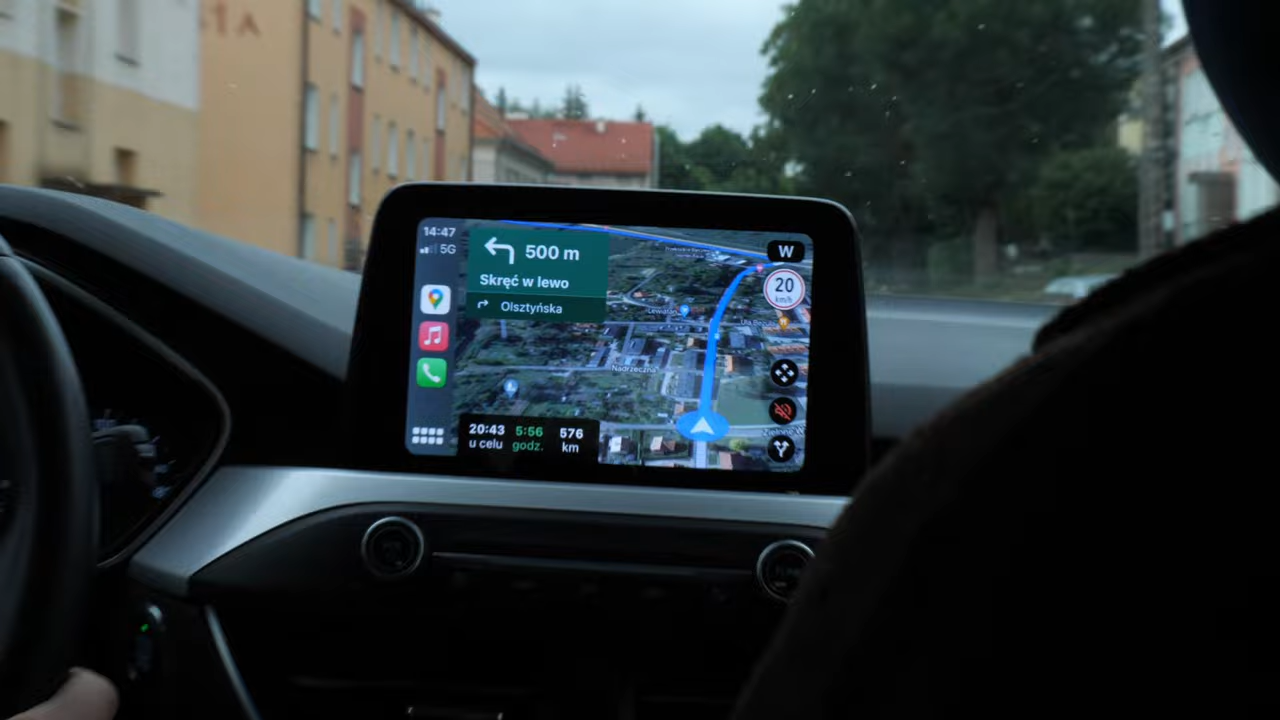 14:47
5G
500 m
Skręć w lewo
Olsztyńska
W
20
km/h
Nadrzeczna
20:43 5:56 576
u celu godz. km